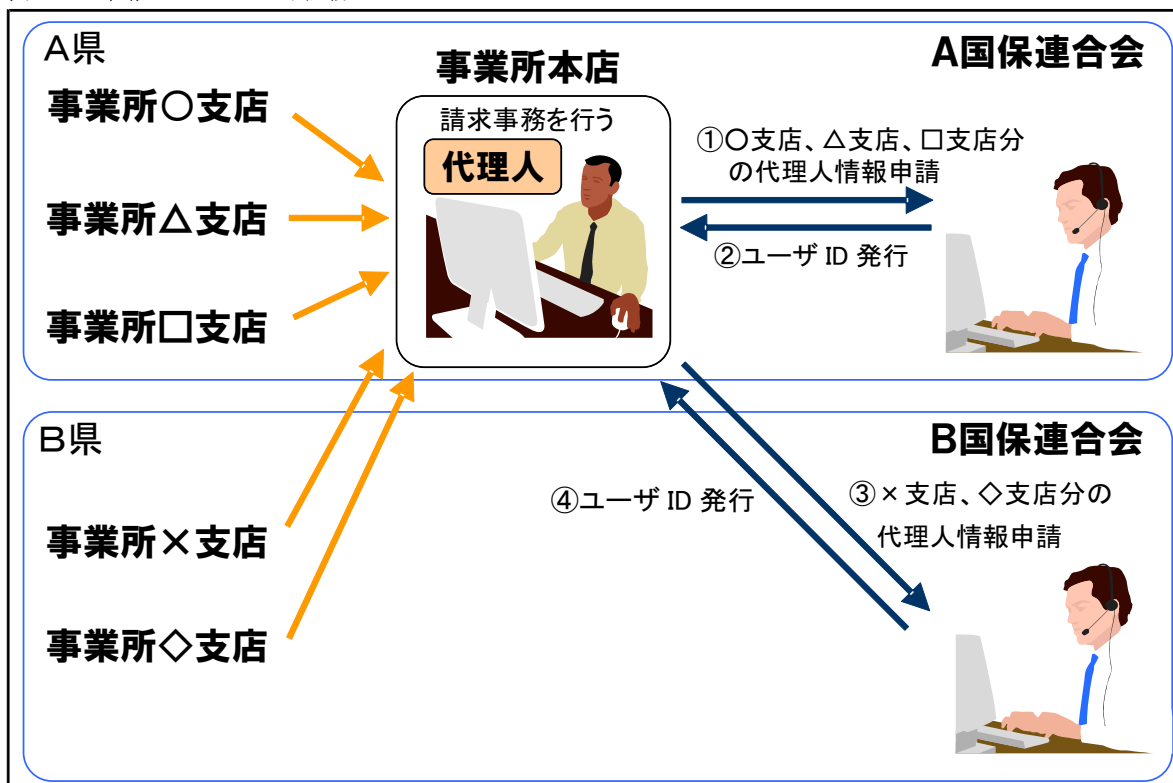 A県
事業所○支店
事業所△支店
事業所□支店
事業所本店
請求事務を行う
代理人
A国保連合会
①○支店、△支店、□支店分
の代理人情報申請
②ユーザ ID 発行
B県
事業所×支店
事業所◇支店
B国保連合会
③×支店、◇支店分の
代理人情報申請
④ユーザ ID 発行